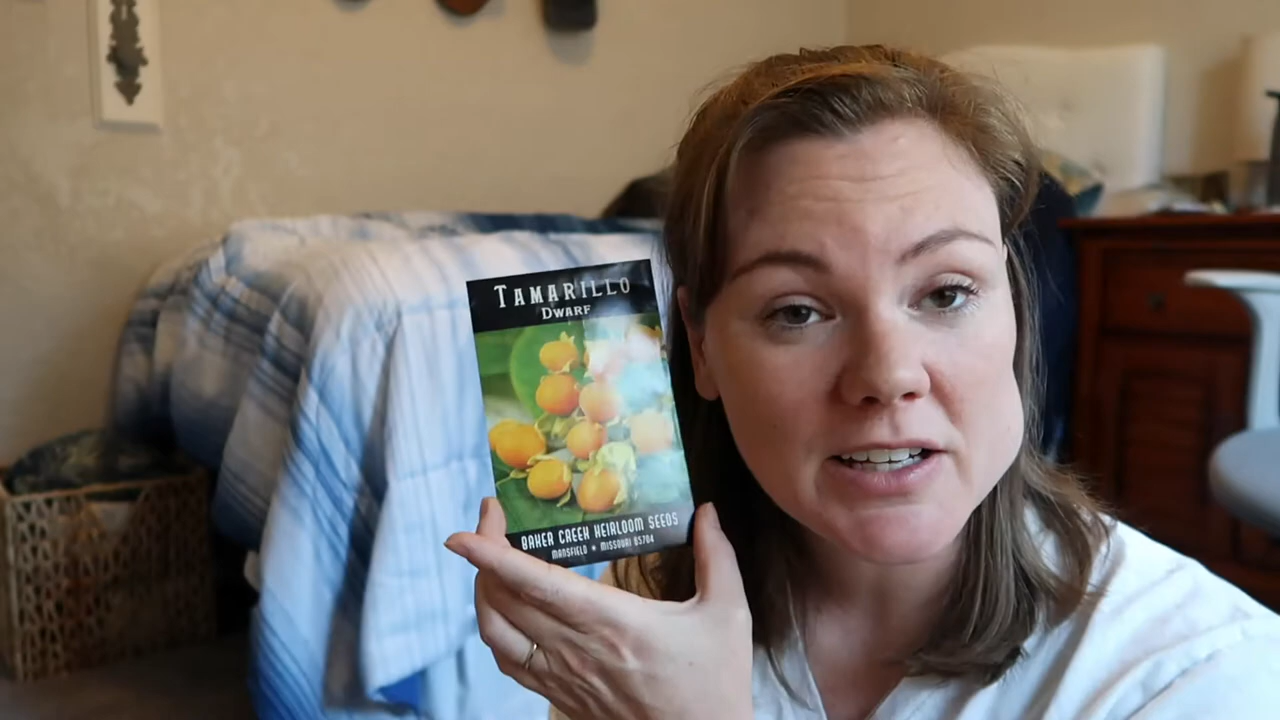 TAMARILLO
DWARF
BAKER CREEK HEIRLOOM SEEDS
MANSFIELD * MISSOURI 65704